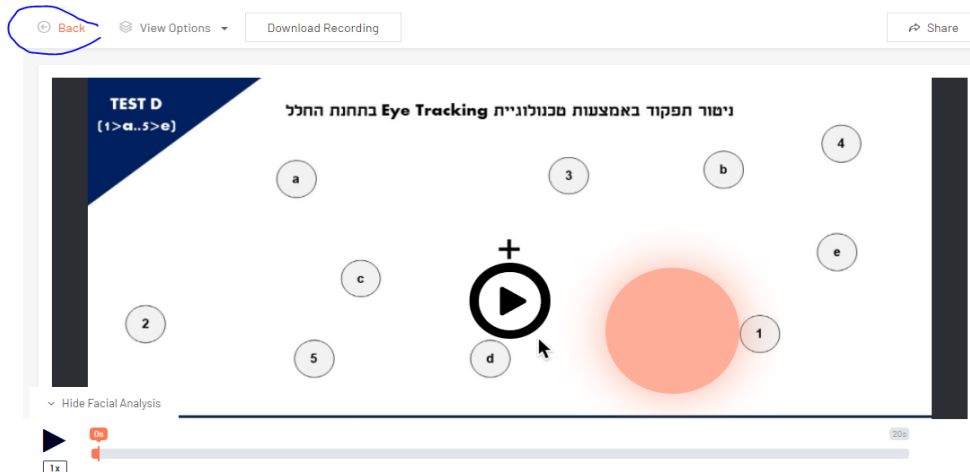 Back View Options Download Recording Share
TEST D
(1>a..5>e)
ניטור תפקוד באמצעות טכנולוגיית Eye Tracking בתחנת החלל
4
a 3 b
e
c
2 1
5 d
Hide Facial Analysis
0s 20s
1x